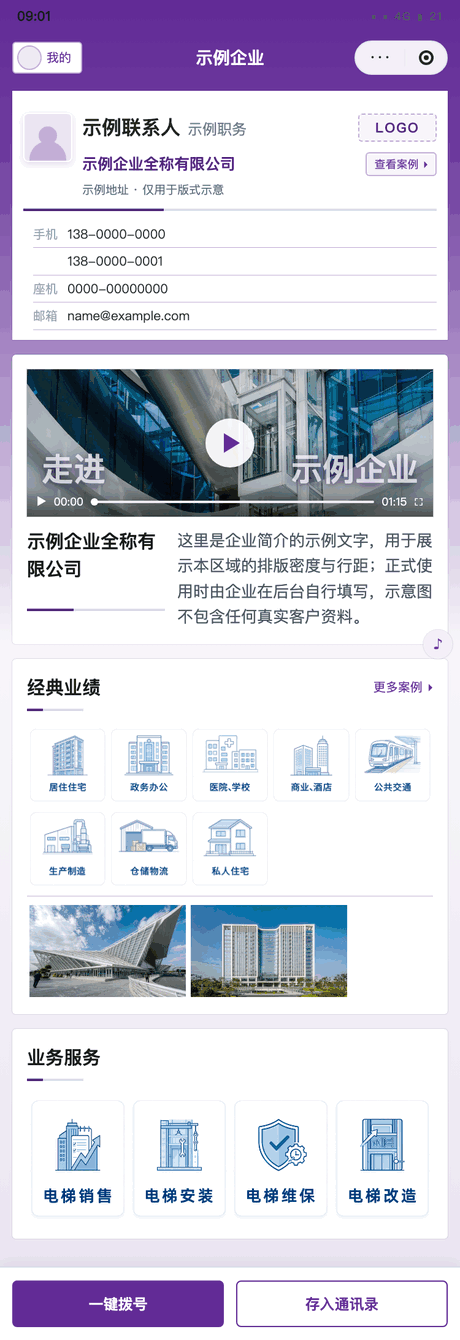 09:01 4G 21
我的 示例企业
示例联系人 示例职务 LOGO
示例企业全称有限公司 查看案例
示例地址 · 仅用于版式示意
手机 138-0000-0000
138-0000-0001
座机 0000-00000000
邮箱 name@example.com
走进 示例企业
00:00 01:15
示例企业全称有
限公司
这里是企业简介的示例文字，用于展
示本区域的排版密度与行距；正式使
用时由企业在后台自行填写，示意图
不包含任何真实客户资料。
经典业绩 更多案例
居住住宅 政务办公 医院、学校 商业、酒店 公共交通
生产制造 仓储物流 私人住宅
业务服务
电梯销售 电梯安装 电梯维保 电梯改造
一键拨号 存入通讯录